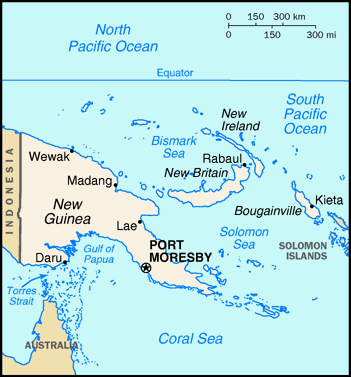 North
Pacific Ocean
0 150 300 km
0 150 300 mi
Equator
South
Pacific
Ocean
New
Ireland
Bismark
Sea
Rabaul
New Britain
Wewak
Madang
INDONESIA
New
Guinea
Kieta
Bougainville
Lae
Solomon
Sea
SOLOMON
ISLANDS
PORT
MORESBY
Gulf of
Papua
Daru
Torres
Strait
Coral Sea
AUSTRALIA